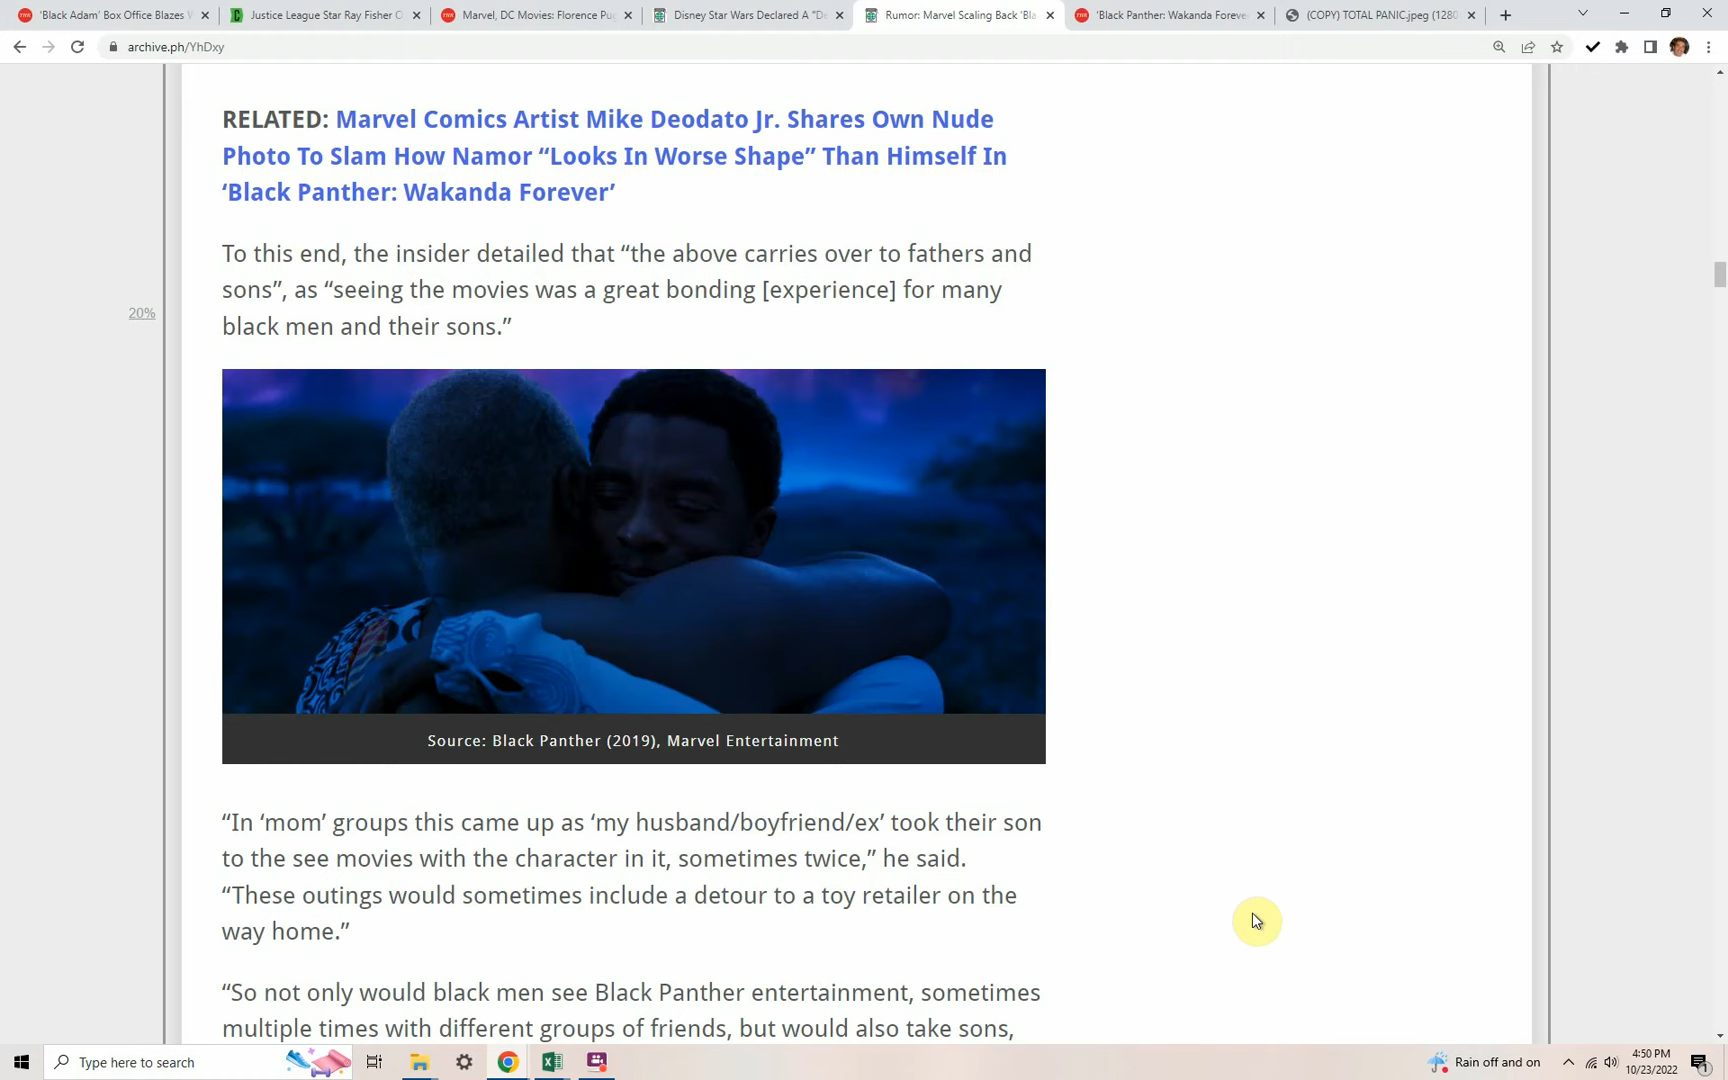 'Black Adam' Box Office Blazes
Justice League Star Ray Fisher
Marvel, DC Movies: Florence Pu
Disney Star Wars Declared A "D
Rumor: Marvel Scaling Back 'Bla
'Black Panther: Wakanda Foreve
(COPY) TOTAL PANIC.jpeg (1280
archive.ph/YhDxy
RELATED: Marvel Comics Artist Mike Deodato Jr. Shares Own Nude
Photo To Slam How Namor “Looks In Worse Shape” Than Himself In
‘Black Panther: Wakanda Forever’
To this end, the insider detailed that “the above carries over to fathers and
sons”, as “seeing the movies was a great bonding [experience] for many
20%
black men and their sons.”
Source: Black Panther (2019), Marvel Entertainment
“In ‘mom’ groups this came up as ‘my husband/boyfriend/ex’ took their son
to the see movies with the character in it, sometimes twice,” he said.
“These outings would sometimes include a detour to a toy retailer on the
way home.”
“So not only would black men see Black Panther entertainment, sometimes
multiple times with different groups of friends, but would also take sons,
Type here to search
Rain off and on
4:50 PM
10/23/2022
1